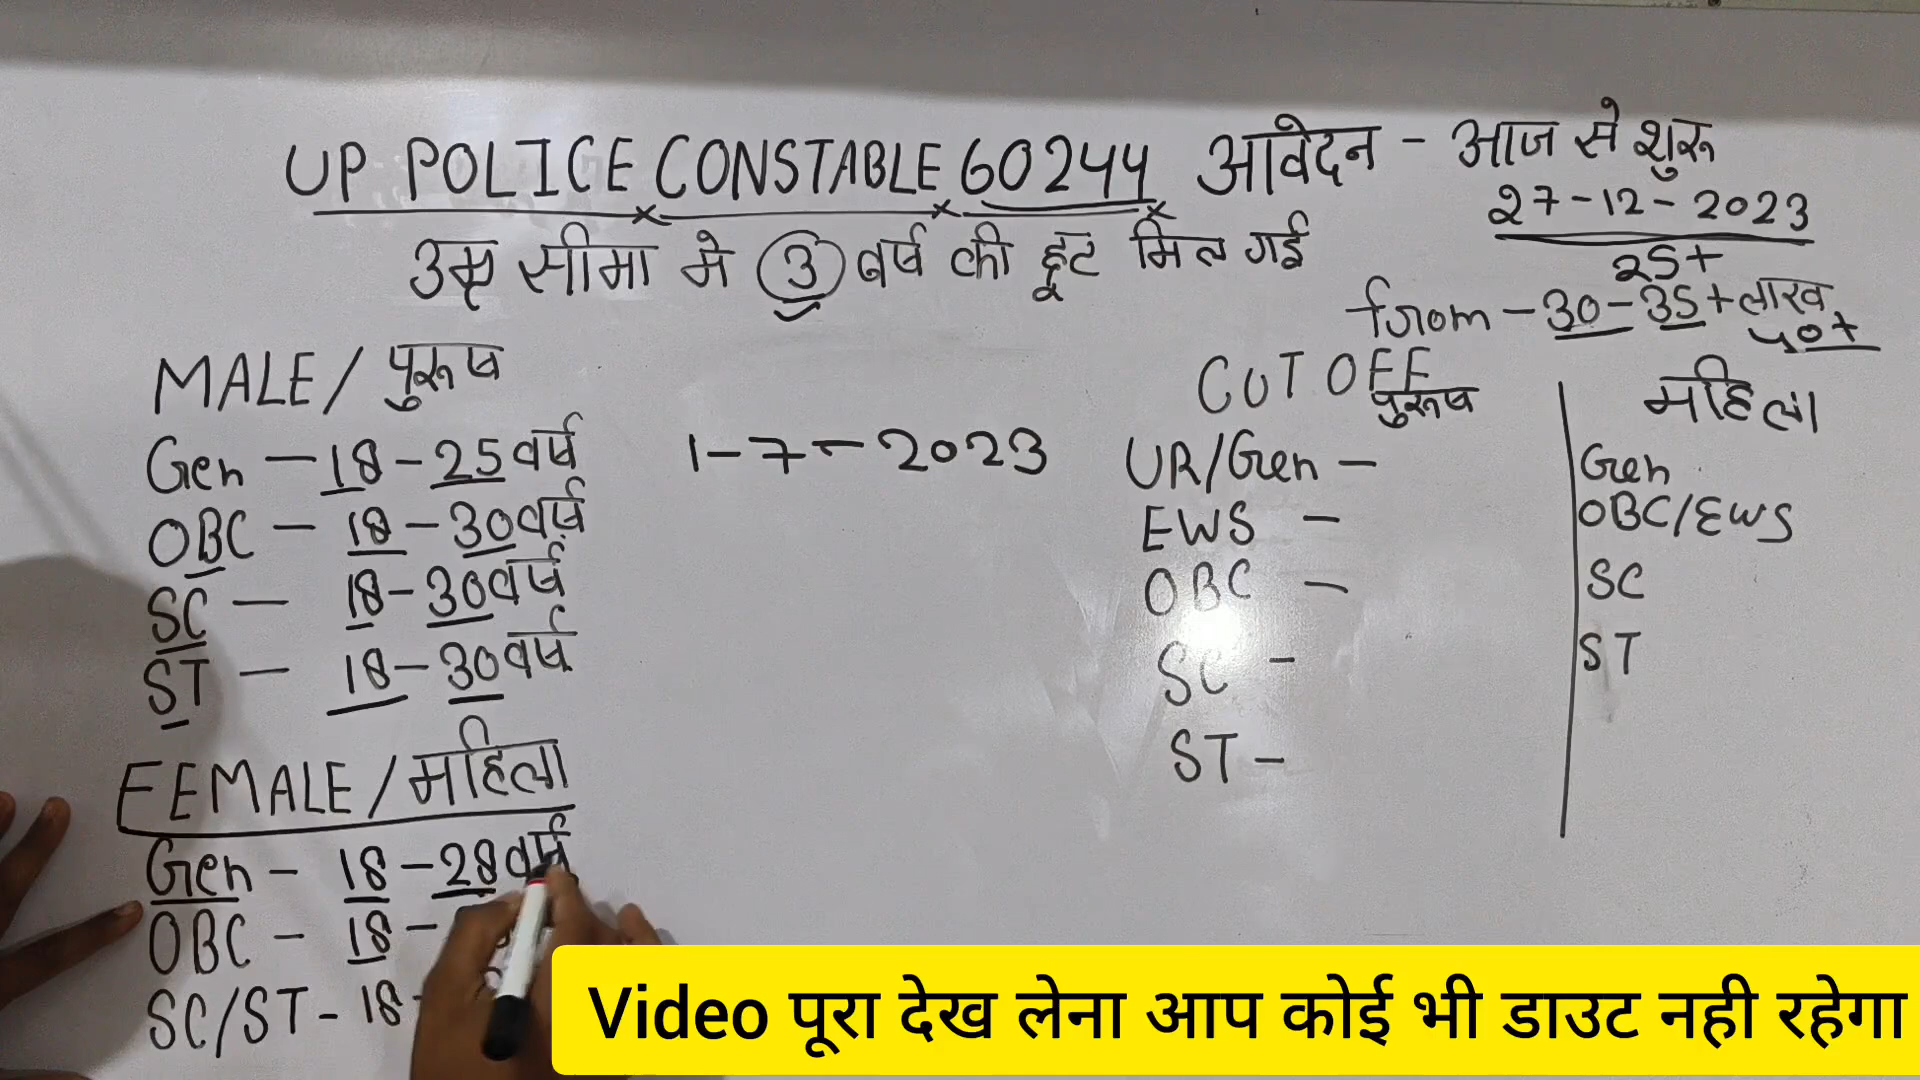 UP POLICE CONSTABLE 60244 आवेदन - आज से शुरू
27-12-2023
उम्र सीमा मे 3 वर्ष की छूट मिल गई
25+
from - 30 - 35 + लाख
40+
MALE / पुरूष
Gen - 18 - 25 वर्ष
OBC - 18 - 30 वर्ष
SC - 18 - 30 वर्ष
ST - 18 - 30 वर्ष
1-7-2023
CUT OFF
पुरूष
UR/Gen -
EWS -
OBC -
SC -
ST -
महिला
Gen
OBC/EWS
SC
ST
FEMALE / महिला
Gen - 18 - 28 वर्ष
OBC - 18 -
SC/ST - 18 -
Video पूरा देख लेना आप कोई भी डाउट नही रहेगा